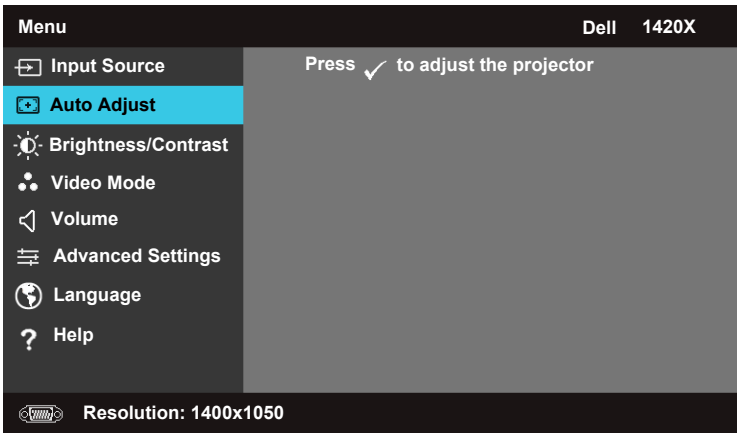 Menu Dell 1420X
Input Source
Press ✓ to adjust the projector
Auto Adjust
Brightness/Contrast
Video Mode
Volume
Advanced Settings
Language
? Help
Resolution: 1400x1050